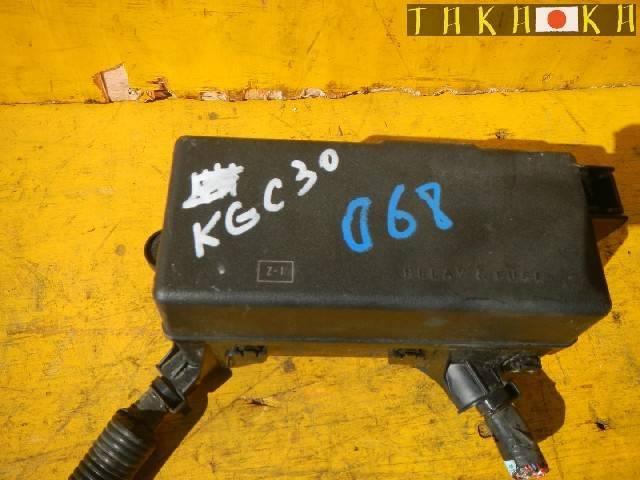 TAKAOKA
KGC30
068
Z-1
RELAY & FUSE